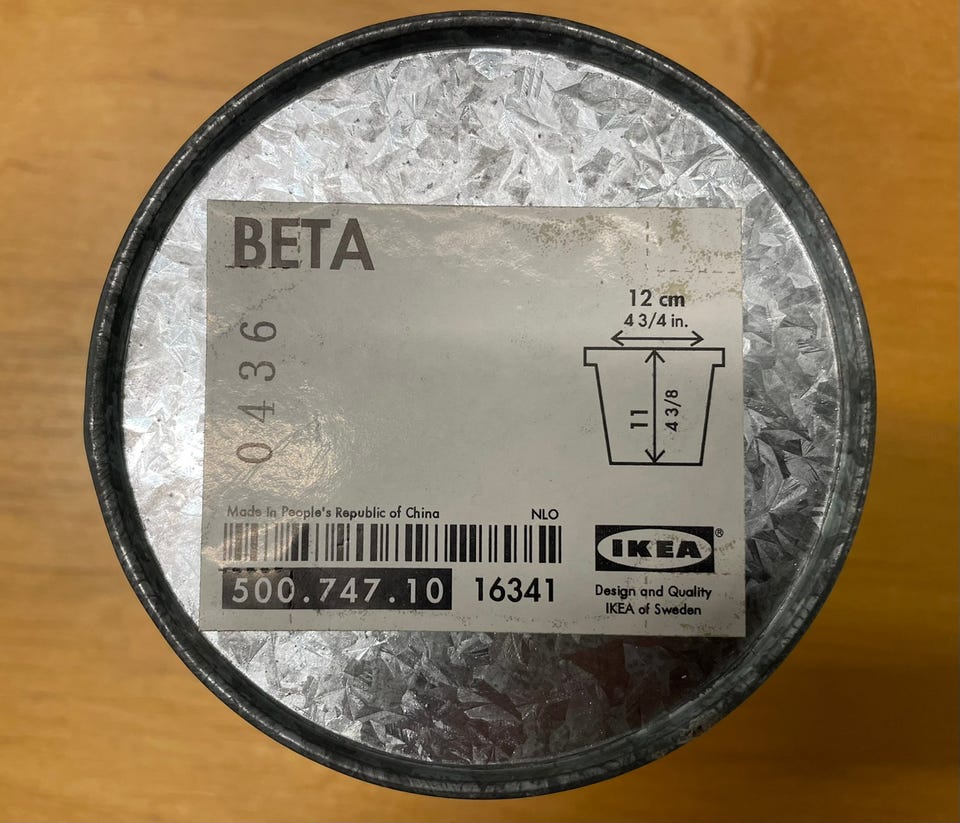 BETA
0436
12 cm
4 3/4 in.
11
4 3/8
Made in People's Republic of China
NLO
500.747.10
16341
IKEA®
Design and Quality
IKEA of Sweden